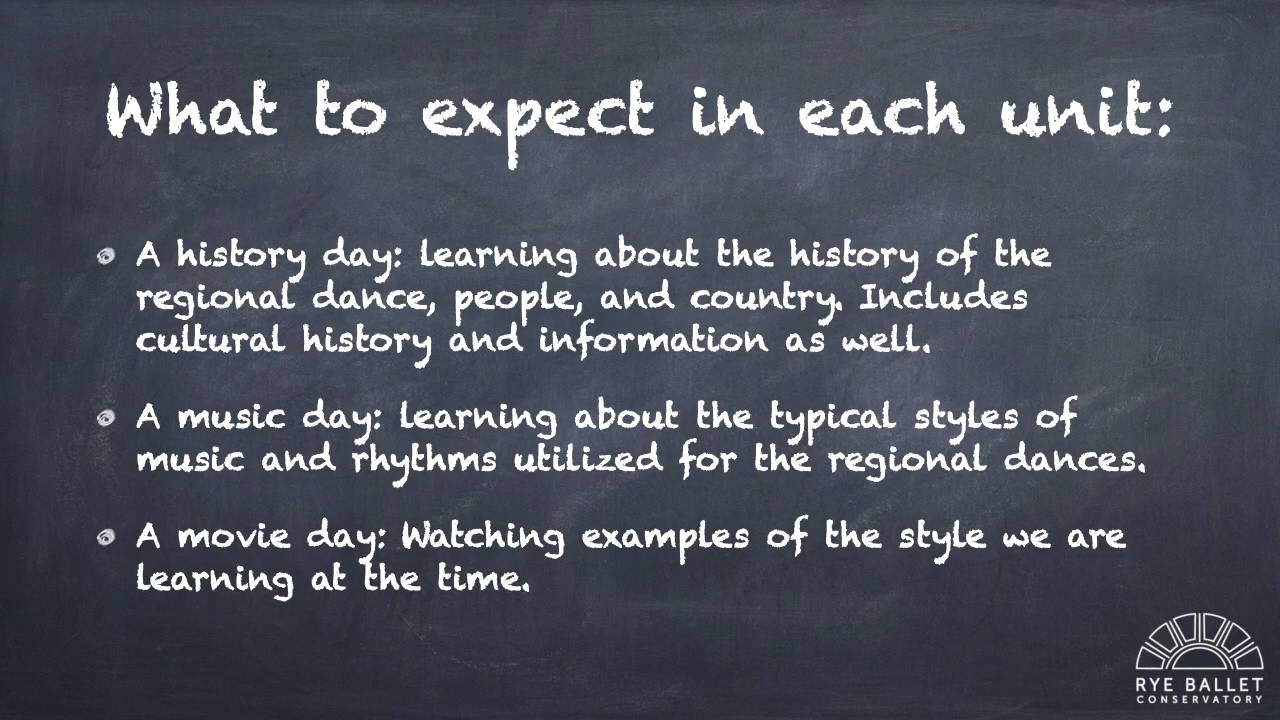 What to expect in each unit:
A history day: learning about the history of the
regional dance, people, and country. Includes
cultural history and information as well.
A music day: learning about the typical styles of
music and rhythms utilized for the regional dances.
A movie day: Watching examples of the style we are
learning at the time.
RYE BALLET
CONSERVATORY